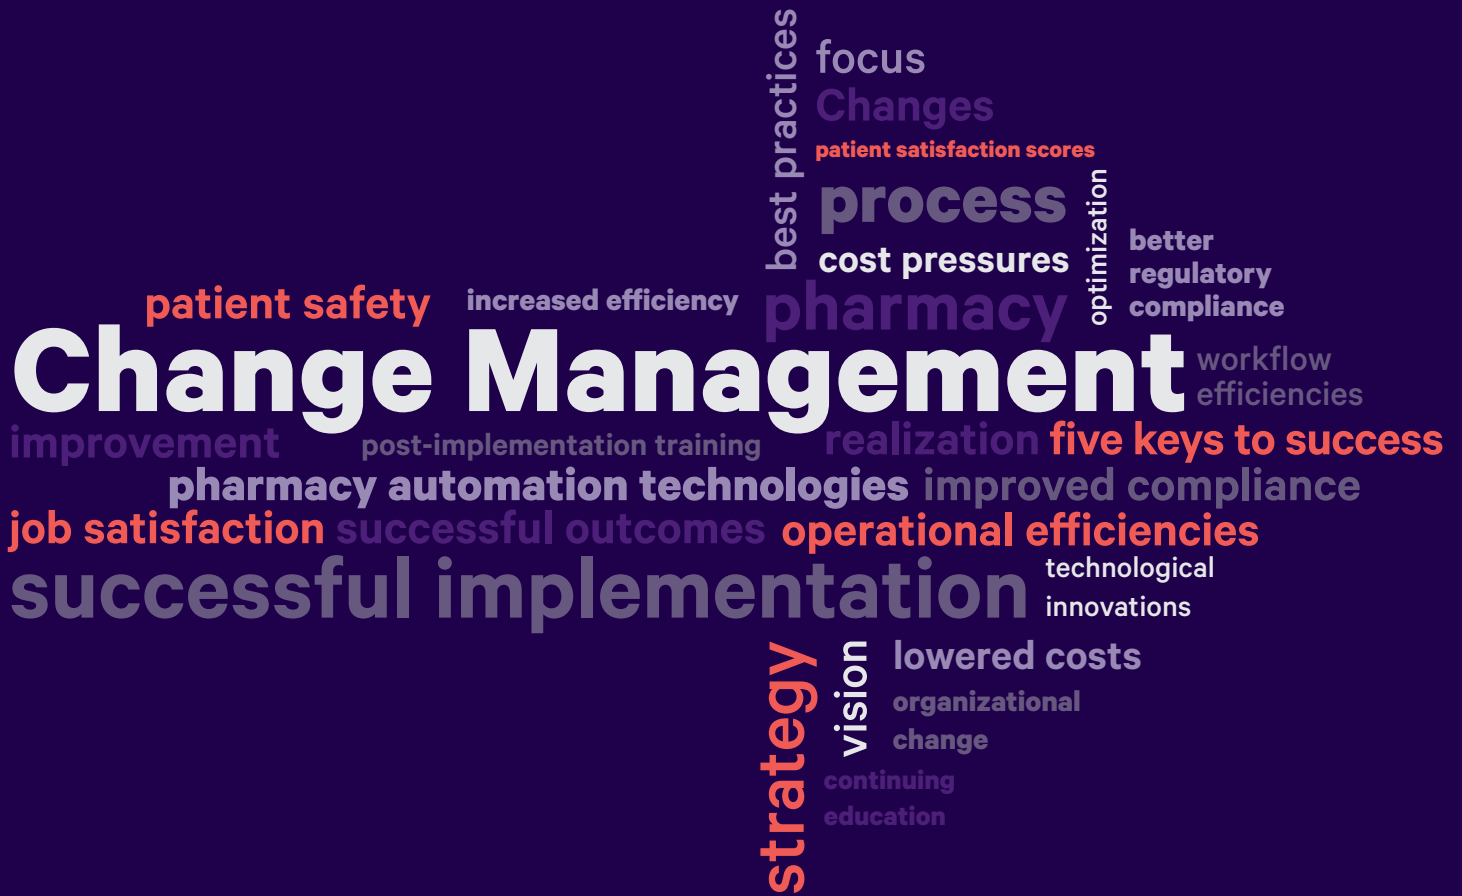 best practices
focus
Changes
patient satisfaction scores
process
cost pressures
optimization
better
regulatory
compliance
patient safety
increased efficiency
pharmacy
Change Management
workflow
efficiencies
improvement
post-implementation training
realization
five keys to success
pharmacy automation technologies
improved compliance
job satisfaction
successful outcomes
operational efficiencies
successful implementation
technological
innovations
strategy
vision
lowered costs
organizational
change
continuing
education